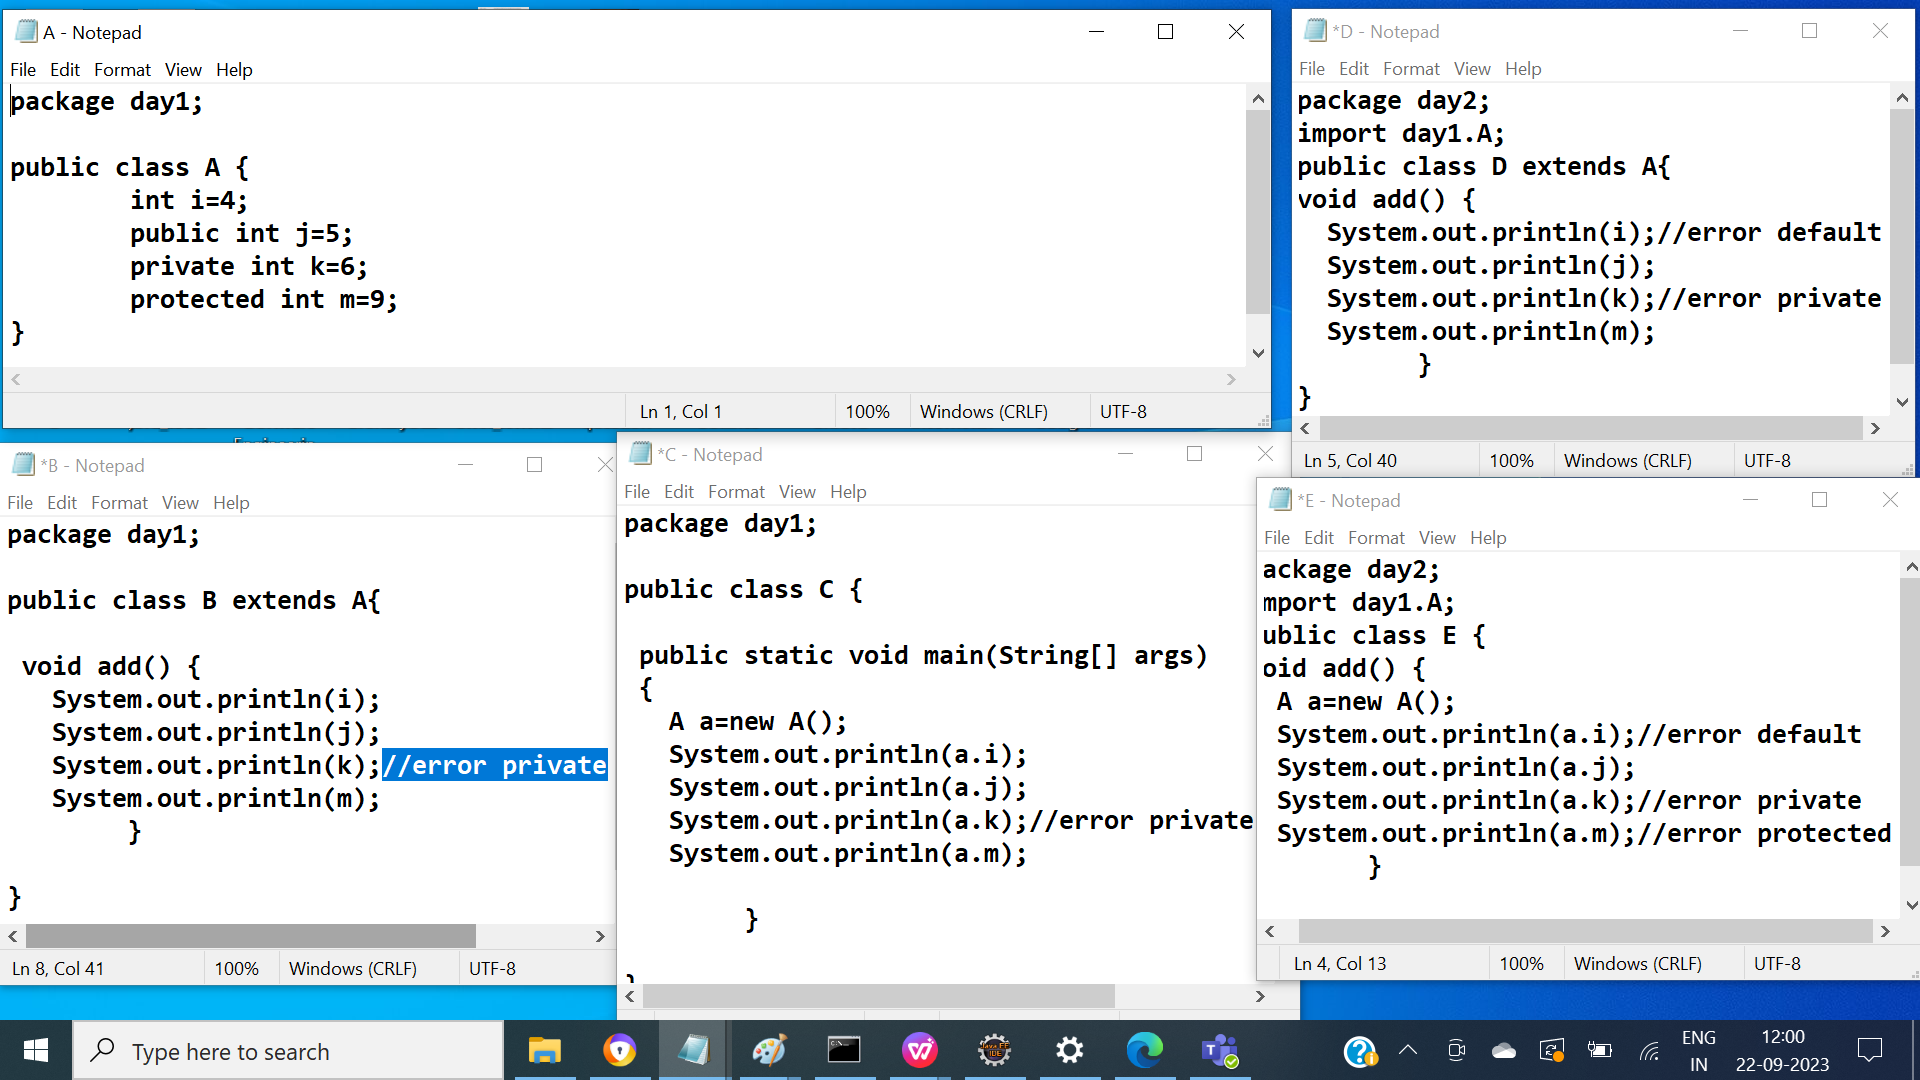 A - Notepad
File Edit Format View Help
package day1;
public class A {
int i=4;
public int j=5;
private int k=6;
protected int m=9;
}
Ln 1, Col 1 100% Windows (CRLF) UTF-8
*D - Notepad
File Edit Format View Help
package day2;
import day1.A;
public class D extends A{
void add() {
System.out.println(i);//error default
System.out.println(j);
System.out.println(k);//error private
System.out.println(m);
}
}
Ln 5, Col 40 100% Windows (CRLF) UTF-8
*B - Notepad
File Edit Format View Help
package day1;
public class B extends A{
void add() {
System.out.println(i);
System.out.println(j);
System.out.println(k);//error private
System.out.println(m);
}
}
Ln 8, Col 41 100% Windows (CRLF) UTF-8
*C - Notepad
File Edit Format View Help
package day1;
public class C {
public static void main(String[] args)
{
A a=new A();
System.out.println(a.i);
System.out.println(a.j);
System.out.println(a.k);//error private
System.out.println(a.m);
}
}
*E - Notepad
File Edit Format View Help
ackage day2;
mport day1.A;
ublic class E {
oid add() {
A a=new A();
System.out.println(a.i);//error default
System.out.println(a.j);
System.out.println(a.k);//error private
System.out.println(a.m);//error protected
}
Ln 4, Col 13 100% Windows (CRLF) UTF-8
Type here to search
Java EE
IDE
ENG
IN
12:00
22-09-2023